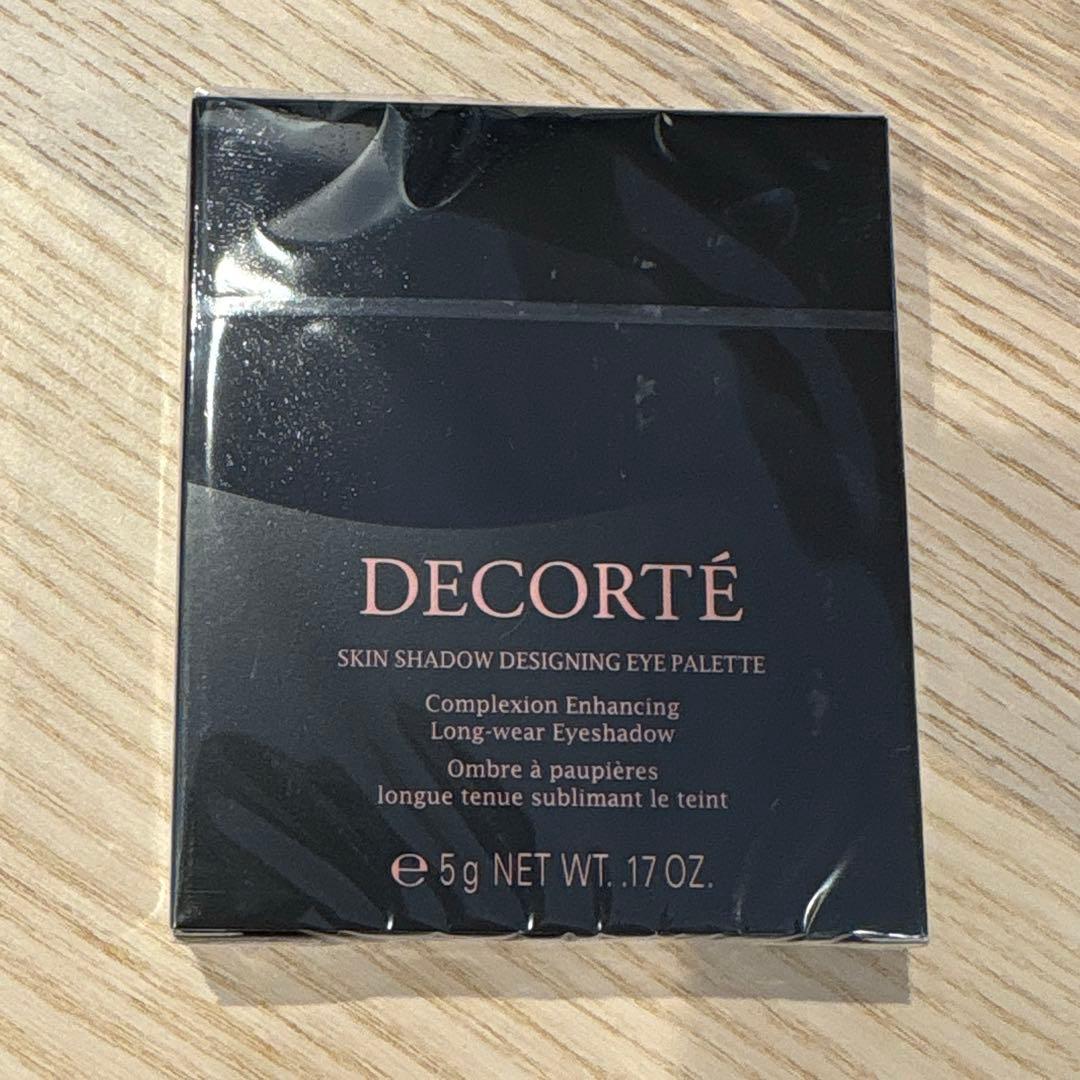 DECORTÉ
SKIN SHADOW DESIGNING EYE PALETTE
Complexion Enhancing
Long-wear Eyeshadow
Ombre à paupières
longue tenue sublimant le teint
℮ 5 g NET WT. .17 OZ.